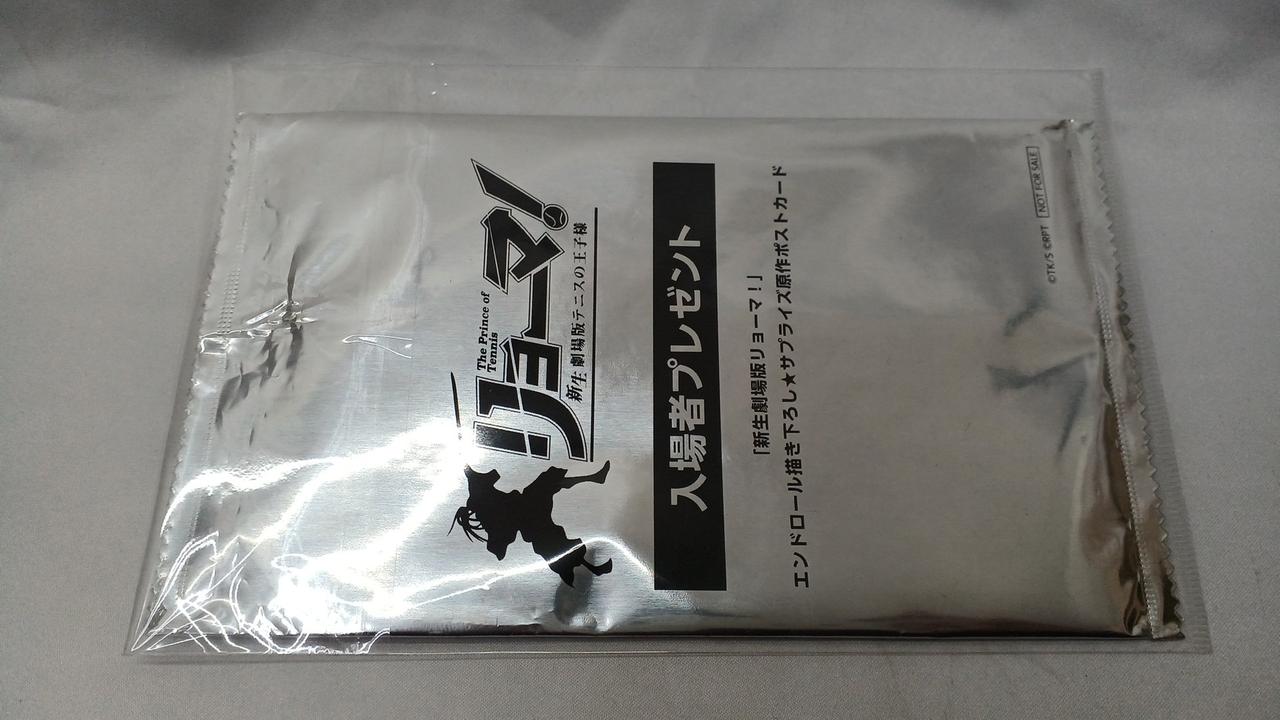 The Prince of
Tennis
リョーマ!
新生劇場版テニスの王子様
入場者プレゼント
「新生劇場版リョーマ！」
エンドロール描き下ろし★サプライズ原作ポストカード
©TK/S ©RPT NOT FOR SALE